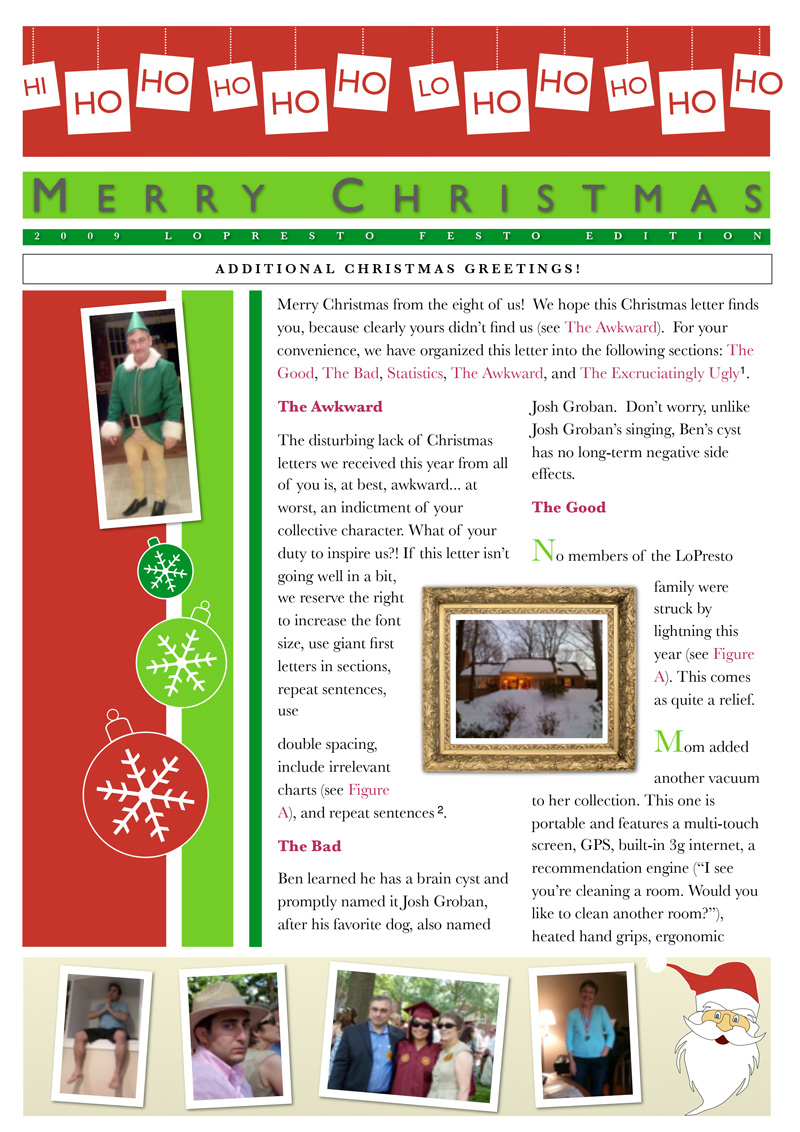 HI HO HO HO HO HO LO HO HO HO HO HO
MERRY CHRISTMAS
2009 LOPRESTO FESTO EDITION
ADDITIONAL CHRISTMAS GREETINGS!
Merry Christmas from the eight of us!  We hope this Christmas letter finds
you, because clearly yours didn't find us (see The Awkward).  For your
convenience, we have organized this letter into the following sections: The
Good, The Bad, Statistics, The Awkward, and The Excruciatingly Ugly¹.
The Awkward
The disturbing lack of Christmas
letters we received this year from all
of you is, at best, awkward... at
worst, an indictment of your
collective character. What of your
duty to inspire us?! If this letter isn't
going well in a bit,
we reserve the right
to increase the font
size, use giant first
letters in sections,
repeat sentences,
use
double spacing,
include irrelevant
charts (see Figure
A), and repeat sentences ².
The Bad
Ben learned he has a brain cyst and
promptly named it Josh Groban,
after his favorite dog, also named
Josh Groban.  Don't worry, unlike
Josh Groban's singing, Ben's cyst
has no long-term negative side
effects.
The Good
No members of the LoPresto
family were
struck by
lightning this
year (see Figure
A). This comes
as quite a relief.
Mom added
another vacuum
to her collection. This one is
portable and features a multi-touch
screen, GPS, built-in 3g internet, a
recommendation engine ("I see
you're cleaning a room. Would you
like to clean another room?"),
heated hand grips, ergonomic